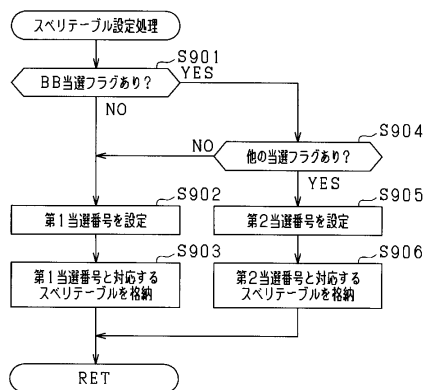 スベリテーブル設定処理
S901
BB当選フラグあり?
YES
NO
S904
NO
他の当選フラグあり?
YES
S902
S905
第1当選番号を設定
第2当選番号を設定
S903
S906
第1当選番号と対応する
スベリテーブルを格納
第2当選番号と対応する
スベリテーブルを格納
RET